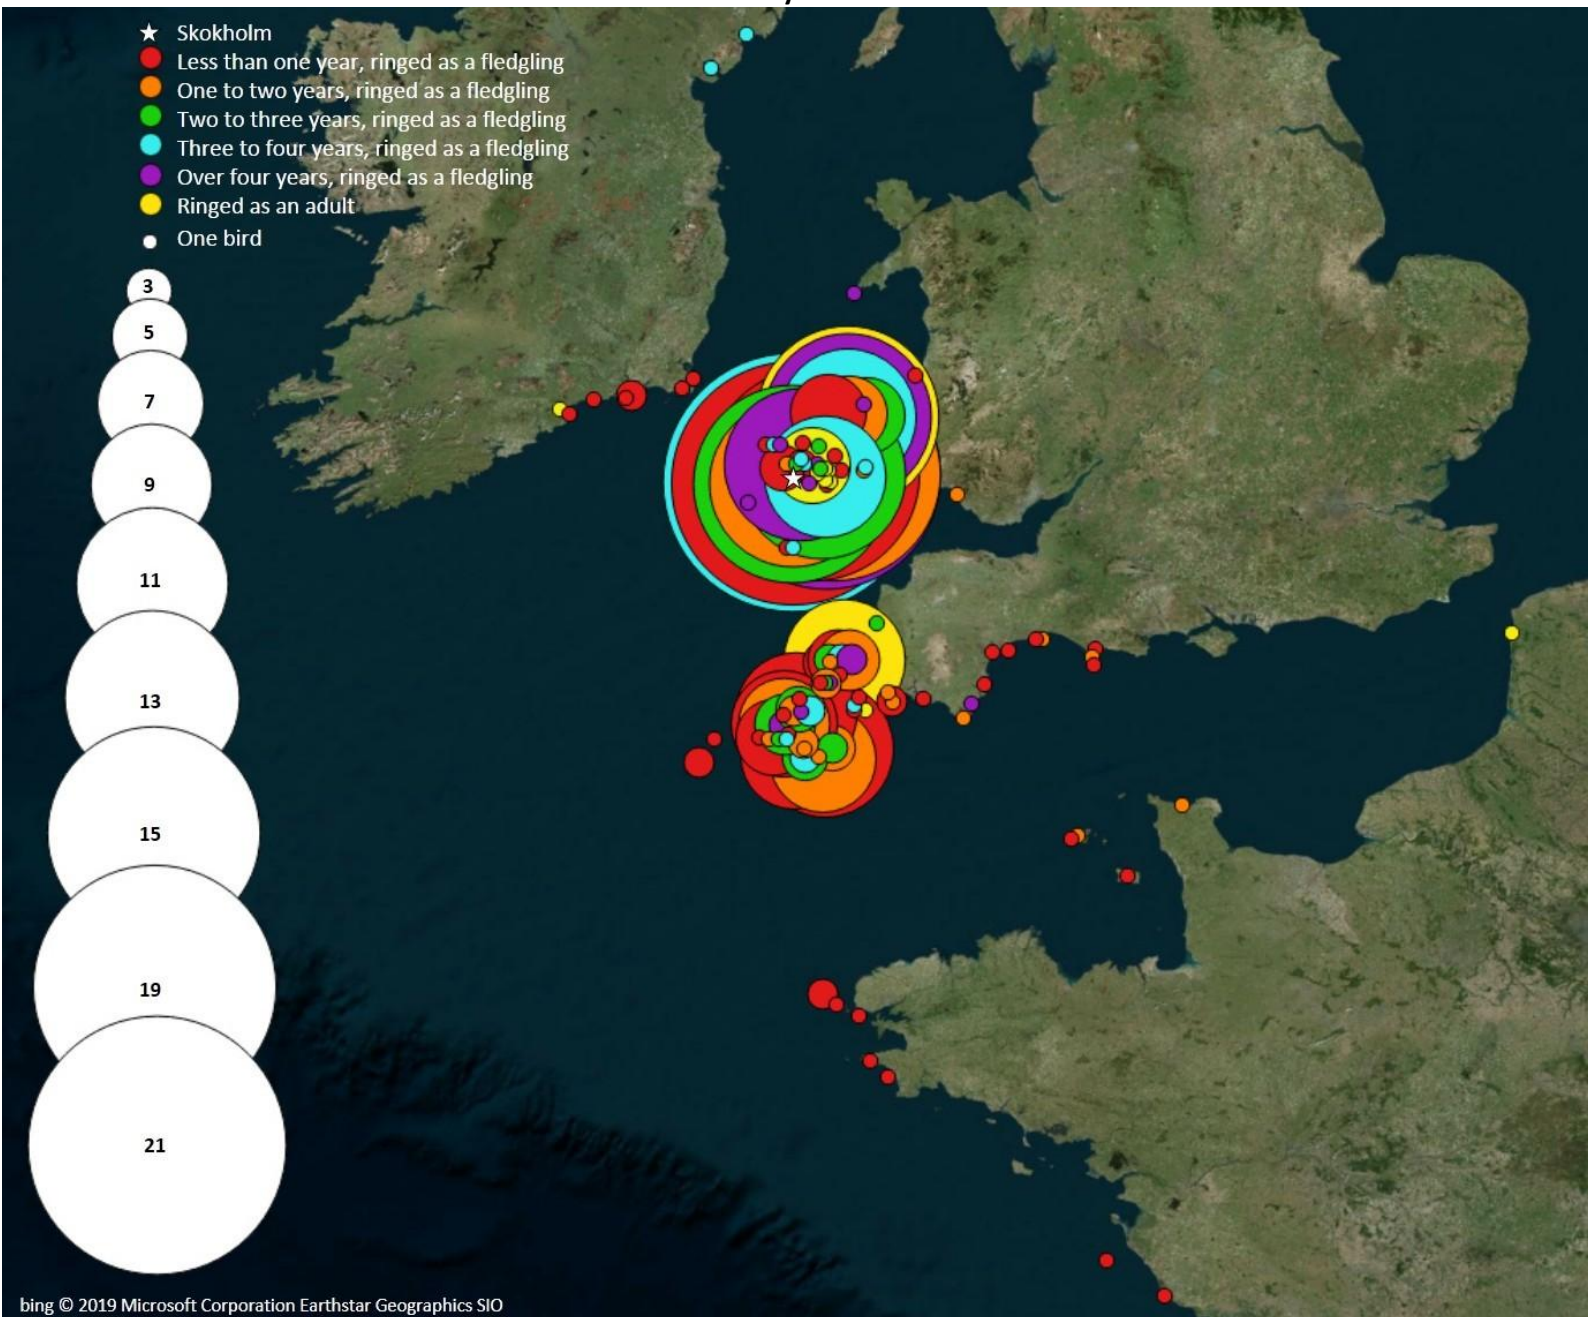 Skokholm
Less than one year, ringed as a fledgling
One to two years, ringed as a fledgling
Two to three years, ringed as a fledgling
Three to four years, ringed as a fledgling
Over four years, ringed as a fledgling
Ringed as an adult
One bird
3
5
7
9
11
13
15
19
21
bing © 2019 Microsoft Corporation Earthstar Geographics SIO